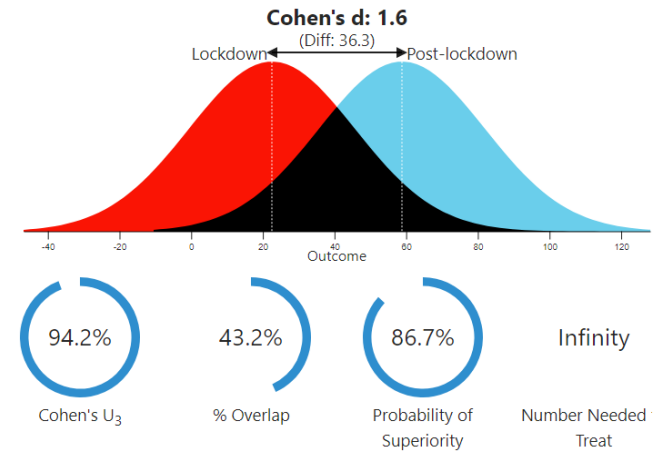 Cohen's d: 1.6
(Diff: 36.3)
Lockdown
Post-lockdown
-40 -20 0 20 40 60 80 100 120
Outcome
94.2% 43.2% 86.7% Infinity
Cohen's U3 % Overlap Probability of Number Needed
Superiority Treat